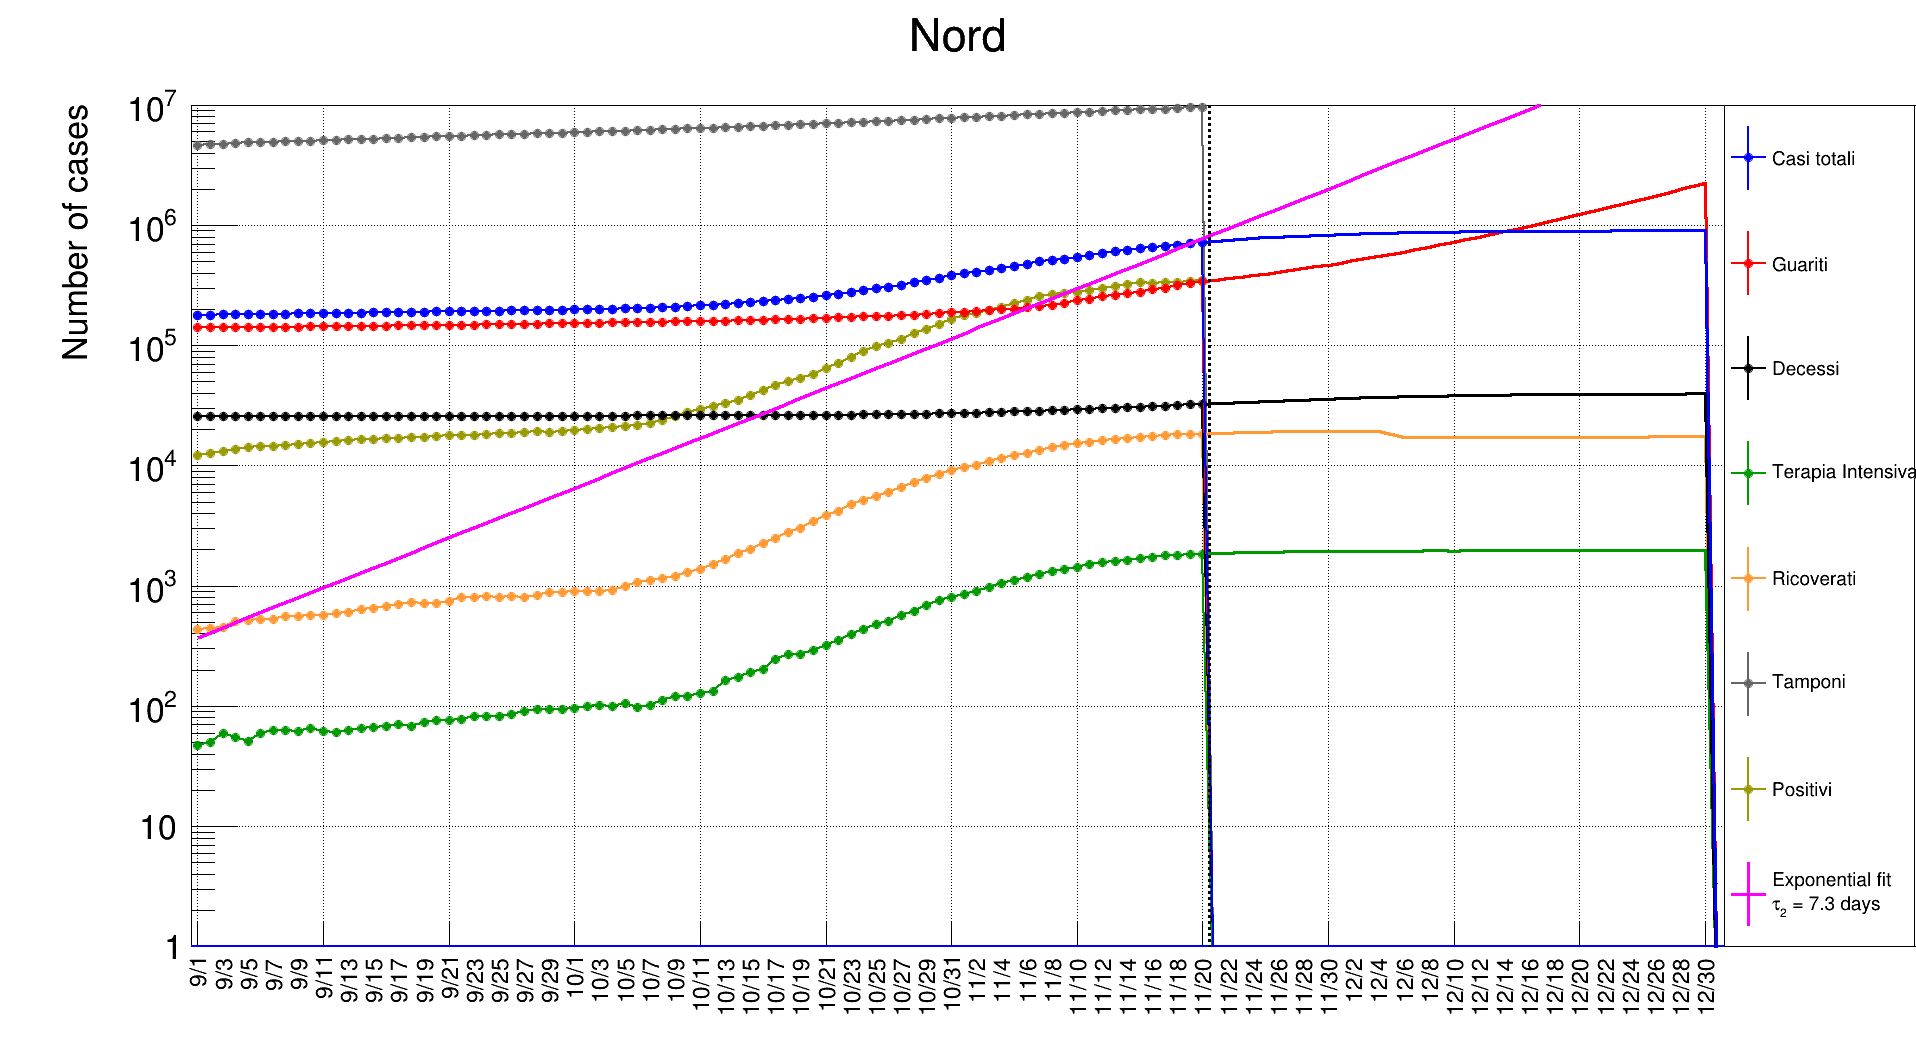 Nord
Number of cases
10^7
10^6
10^5
10^4
10^3
10^2
10
1
9/1 9/3 9/5 9/7 9/9 9/11 9/13 9/15 9/17 9/19 9/21 9/23 9/25 9/27 9/29 10/1 10/3 10/5 10/7 10/9 10/11 10/13 10/15 10/17 10/19 10/21 10/23 10/25 10/27 10/29 10/31 11/2 11/4 11/6 11/8 11/10 11/12 11/14 11/16 11/18 11/20 11/22 11/24 11/26 11/28 11/30 12/2 12/4 12/6 12/8 12/10 12/12 12/14 12/16 12/18 12/20 12/22 12/24 12/26 12/28 12/30
Casi totali
Guariti
Decessi
Terapia Intensiva
Ricoverati
Tamponi
Positivi
Exponential fit
τ₂ = 7.3 days